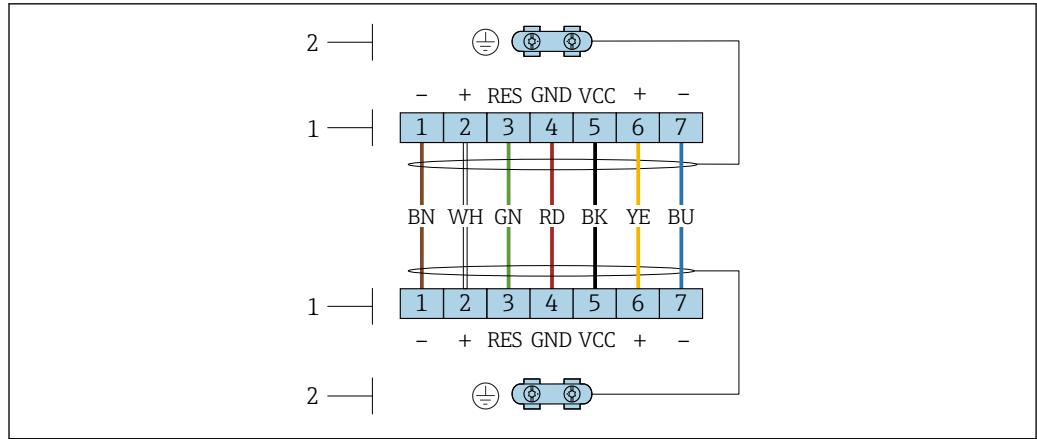 2
– + RES GND VCC + –
1 1 2 3 4 5 6 7
BN WH GN RD BK YE BU
1 1 2 3 4 5 6 7
– + RES GND VCC + –
2